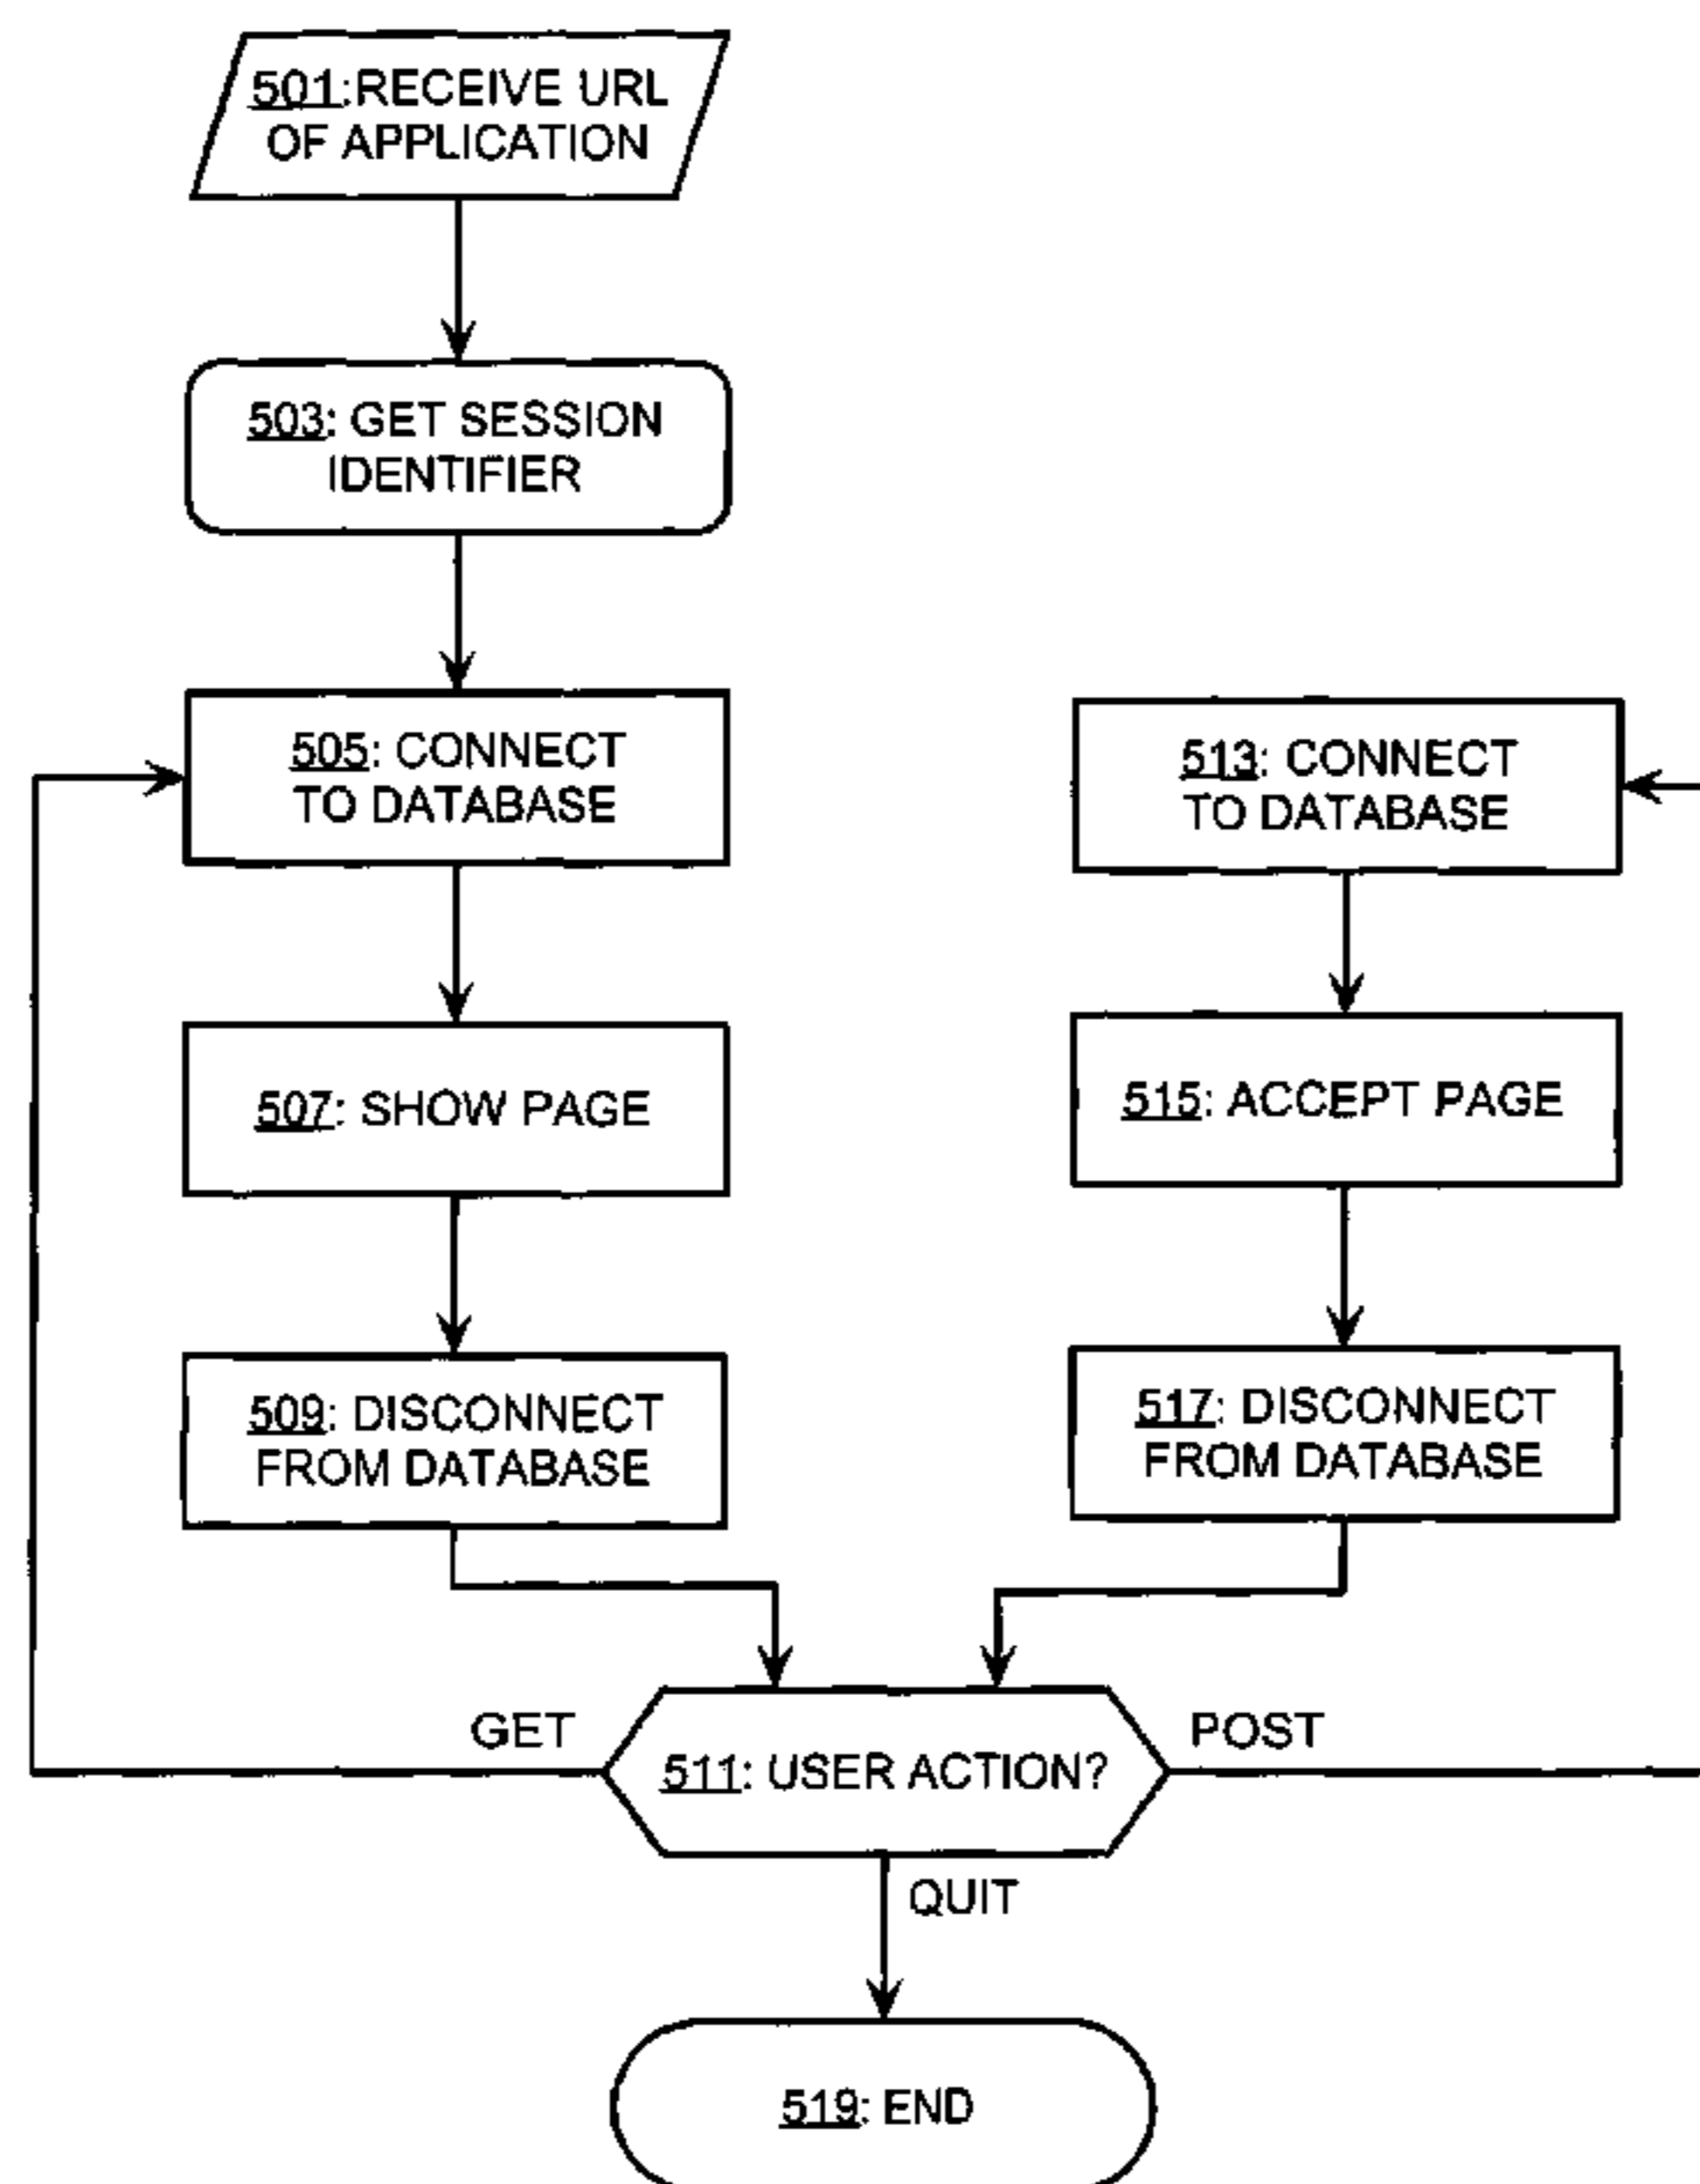 501:RECEIVE URL
OF APPLICATION
503: GET SESSION
IDENTIFIER
505: CONNECT
TO DATABASE
507: SHOW PAGE
509: DISCONNECT
FROM DATABASE
513: CONNECT
TO DATABASE
515: ACCEPT PAGE
517: DISCONNECT
FROM DATABASE
GET
511: USER ACTION?
POST
QUIT
519: END